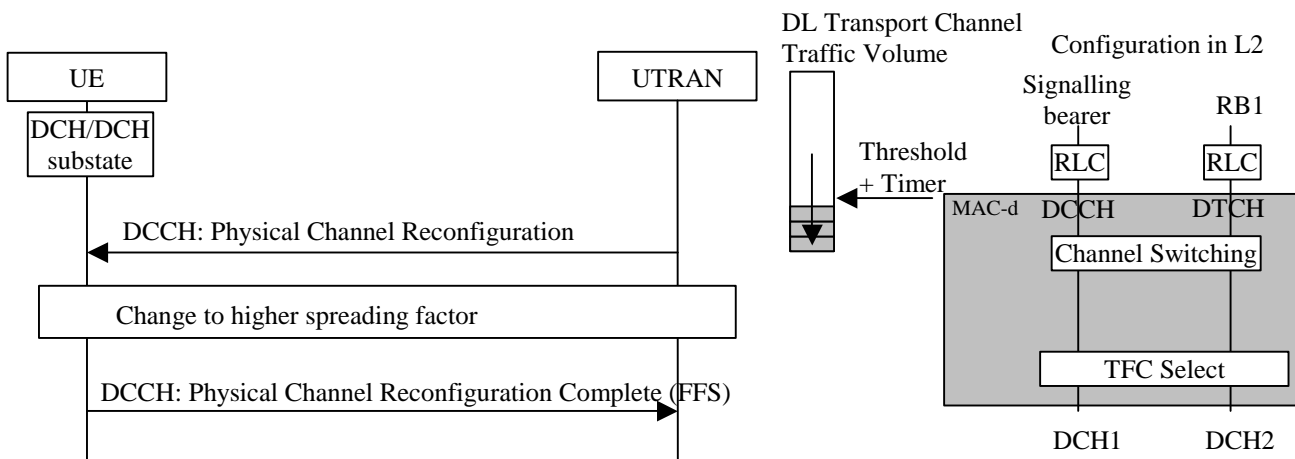 DL Transport Channel
Traffic Volume
Configuration in L2
UE
UTRAN
Signalling
bearer
RB1
DCH/DCH
substate
Threshold
+ Timer
RLC
RLC
MAC-d
DCCH
DTCH
DCCH: Physical Channel Reconfiguration
Channel Switching
Change to higher spreading factor
TFC Select
DCCH: Physical Channel Reconfiguration Complete (FFS)
DCH1
DCH2